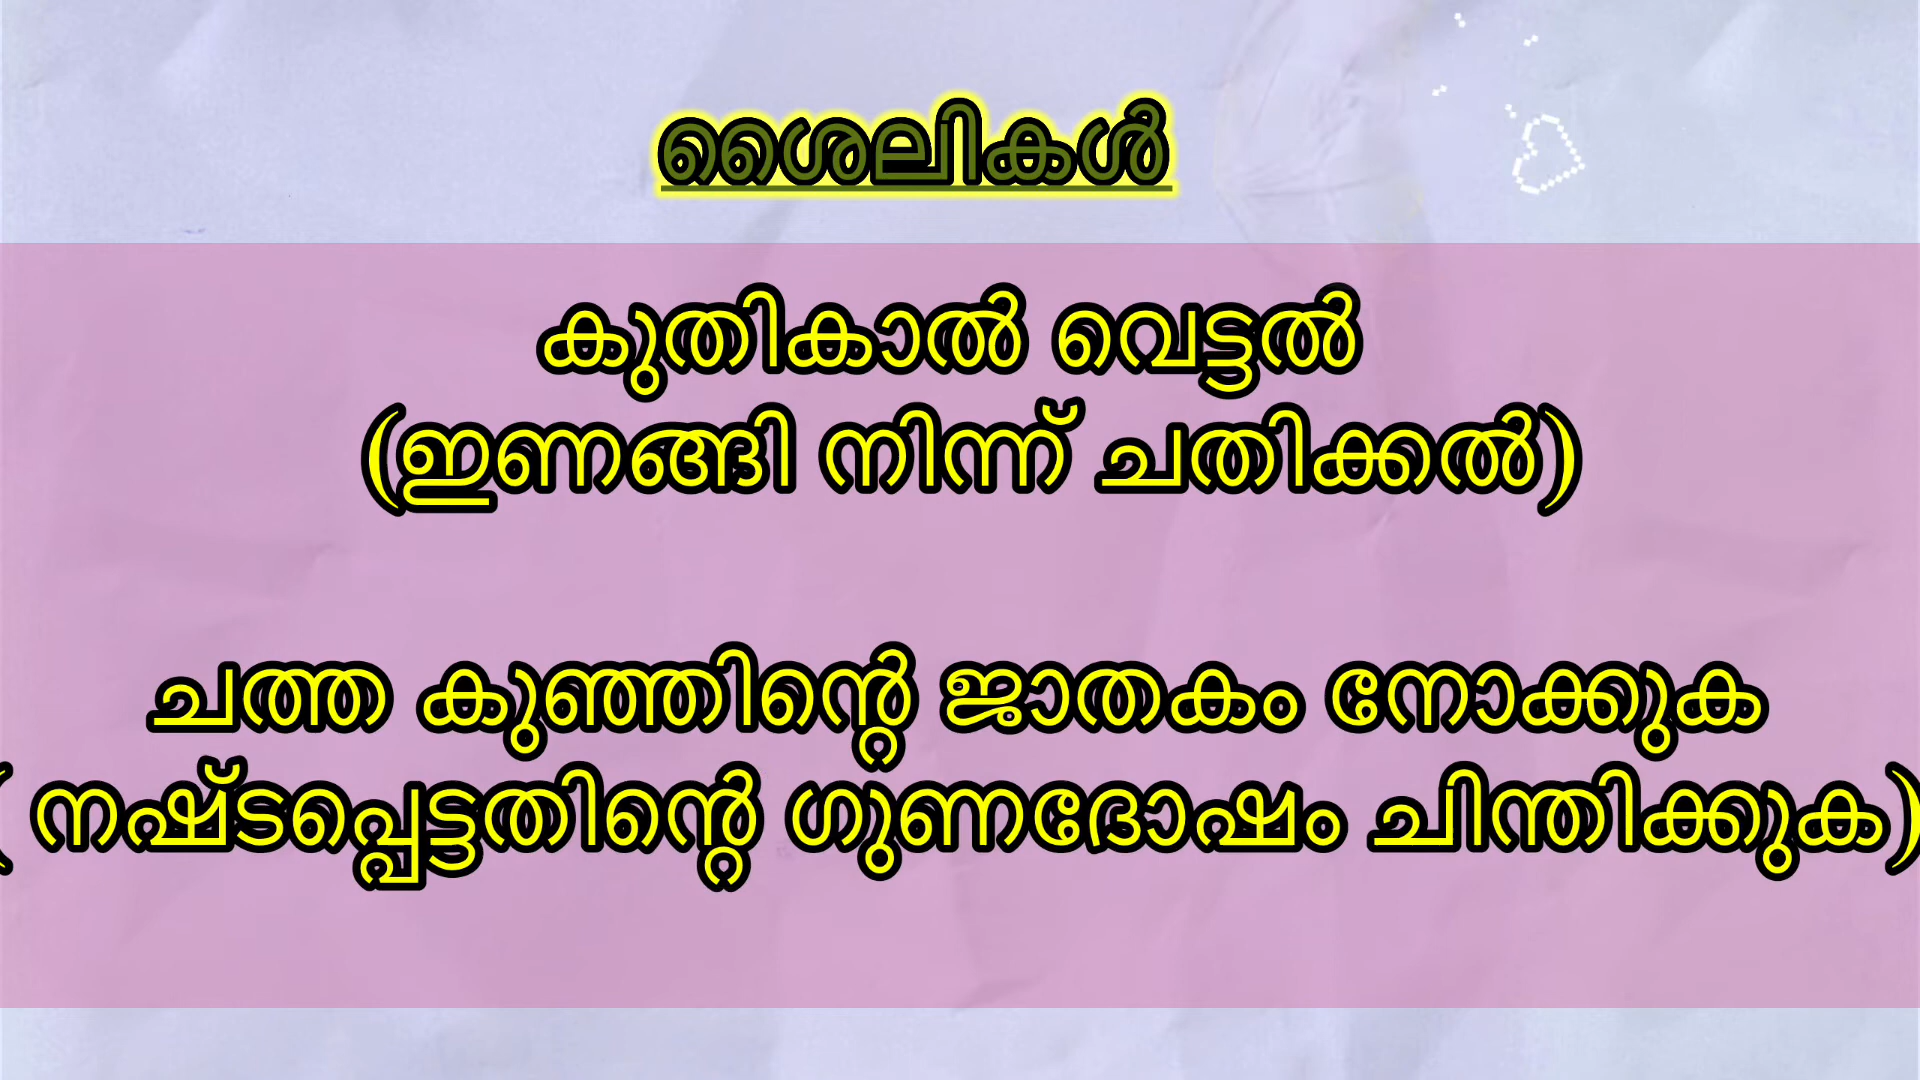 ശൈലികൾ
കുതികാൽ വെട്ടൽ
(ഇണങ്ങി നിന്ന് ചതിക്കൽ)
ചത്ത കുഞ്ഞിന്റെ ജാതകം നോക്കുക
( നഷ്ടപ്പെട്ടതിന്റെ ഗുണദോഷം ചിന്തിക്കുക)